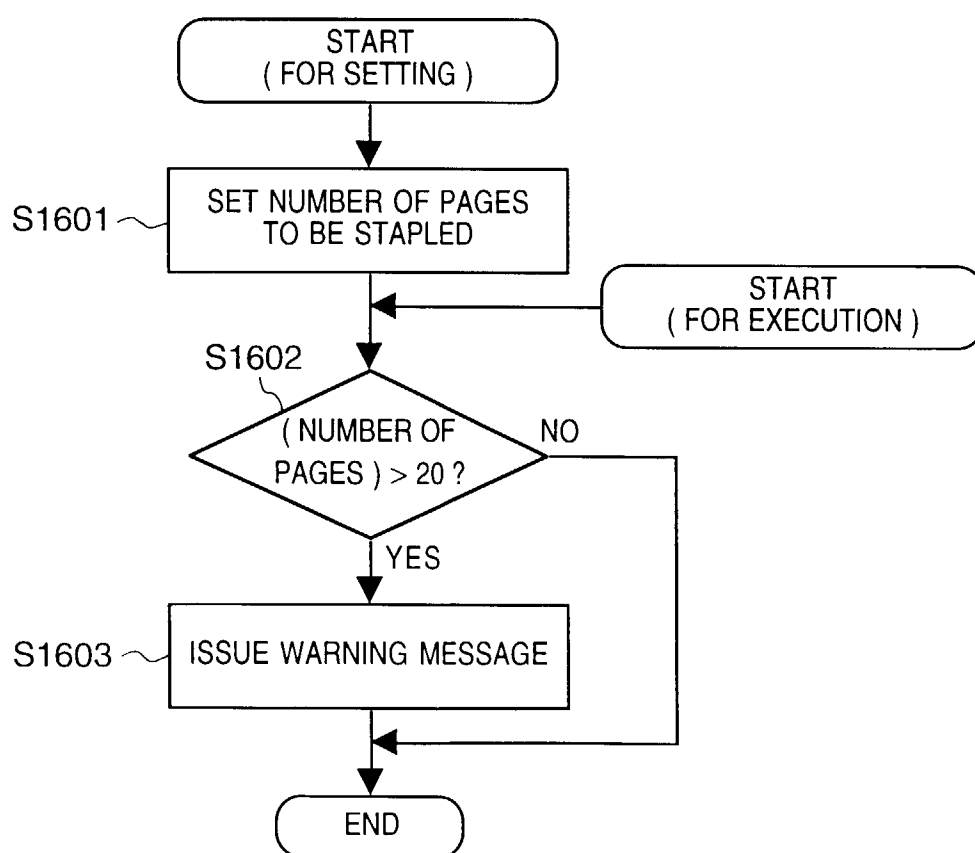 START
( FOR SETTING )
S1601
SET NUMBER OF PAGES
TO BE STAPLED
START
( FOR EXECUTION )
S1602
( NUMBER OF
PAGES ) > 20 ?
NO
YES
S1603
ISSUE WARNING MESSAGE
END